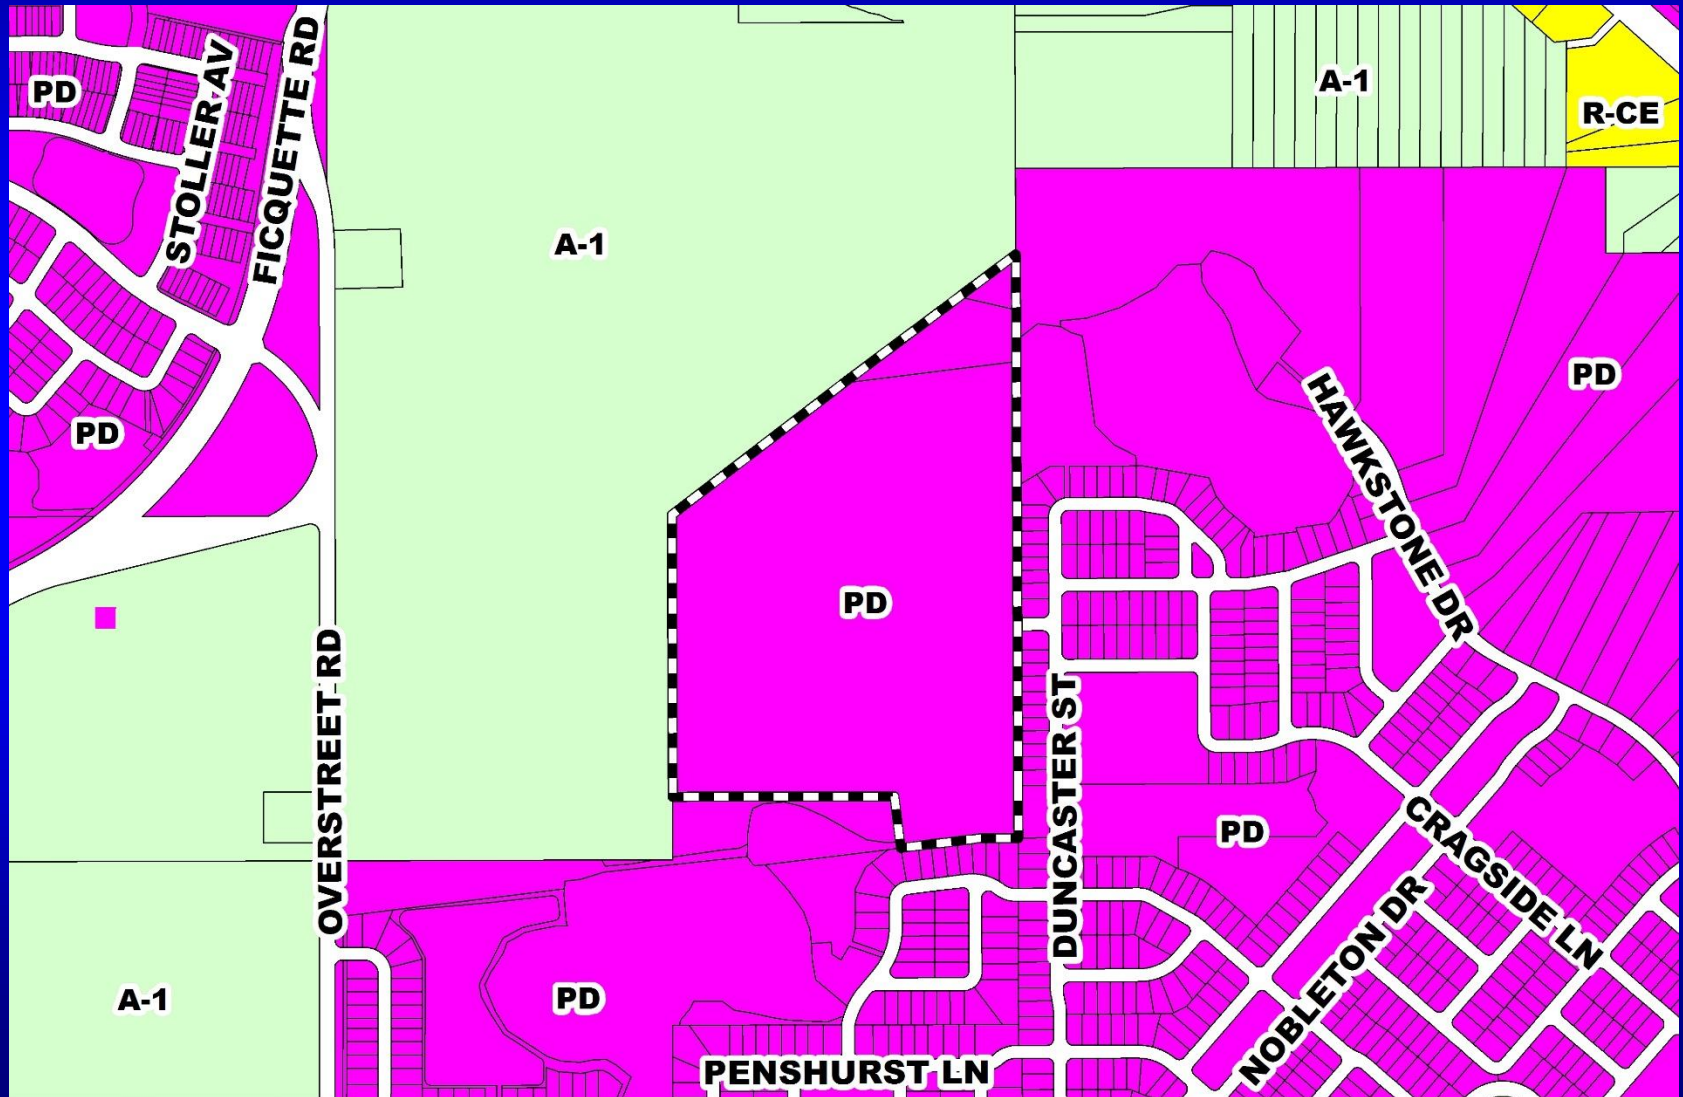 PD
STOLLER AV
FICQUETTE RD
A-1
A-1
R-CE
PD
PD
HAWKSTONE DR
PD
OVERSTREET RD
DUNCASTER ST
PD
CRAGSIDE LN
NOBLETON DR
A-1
PD
PENSHURST LN